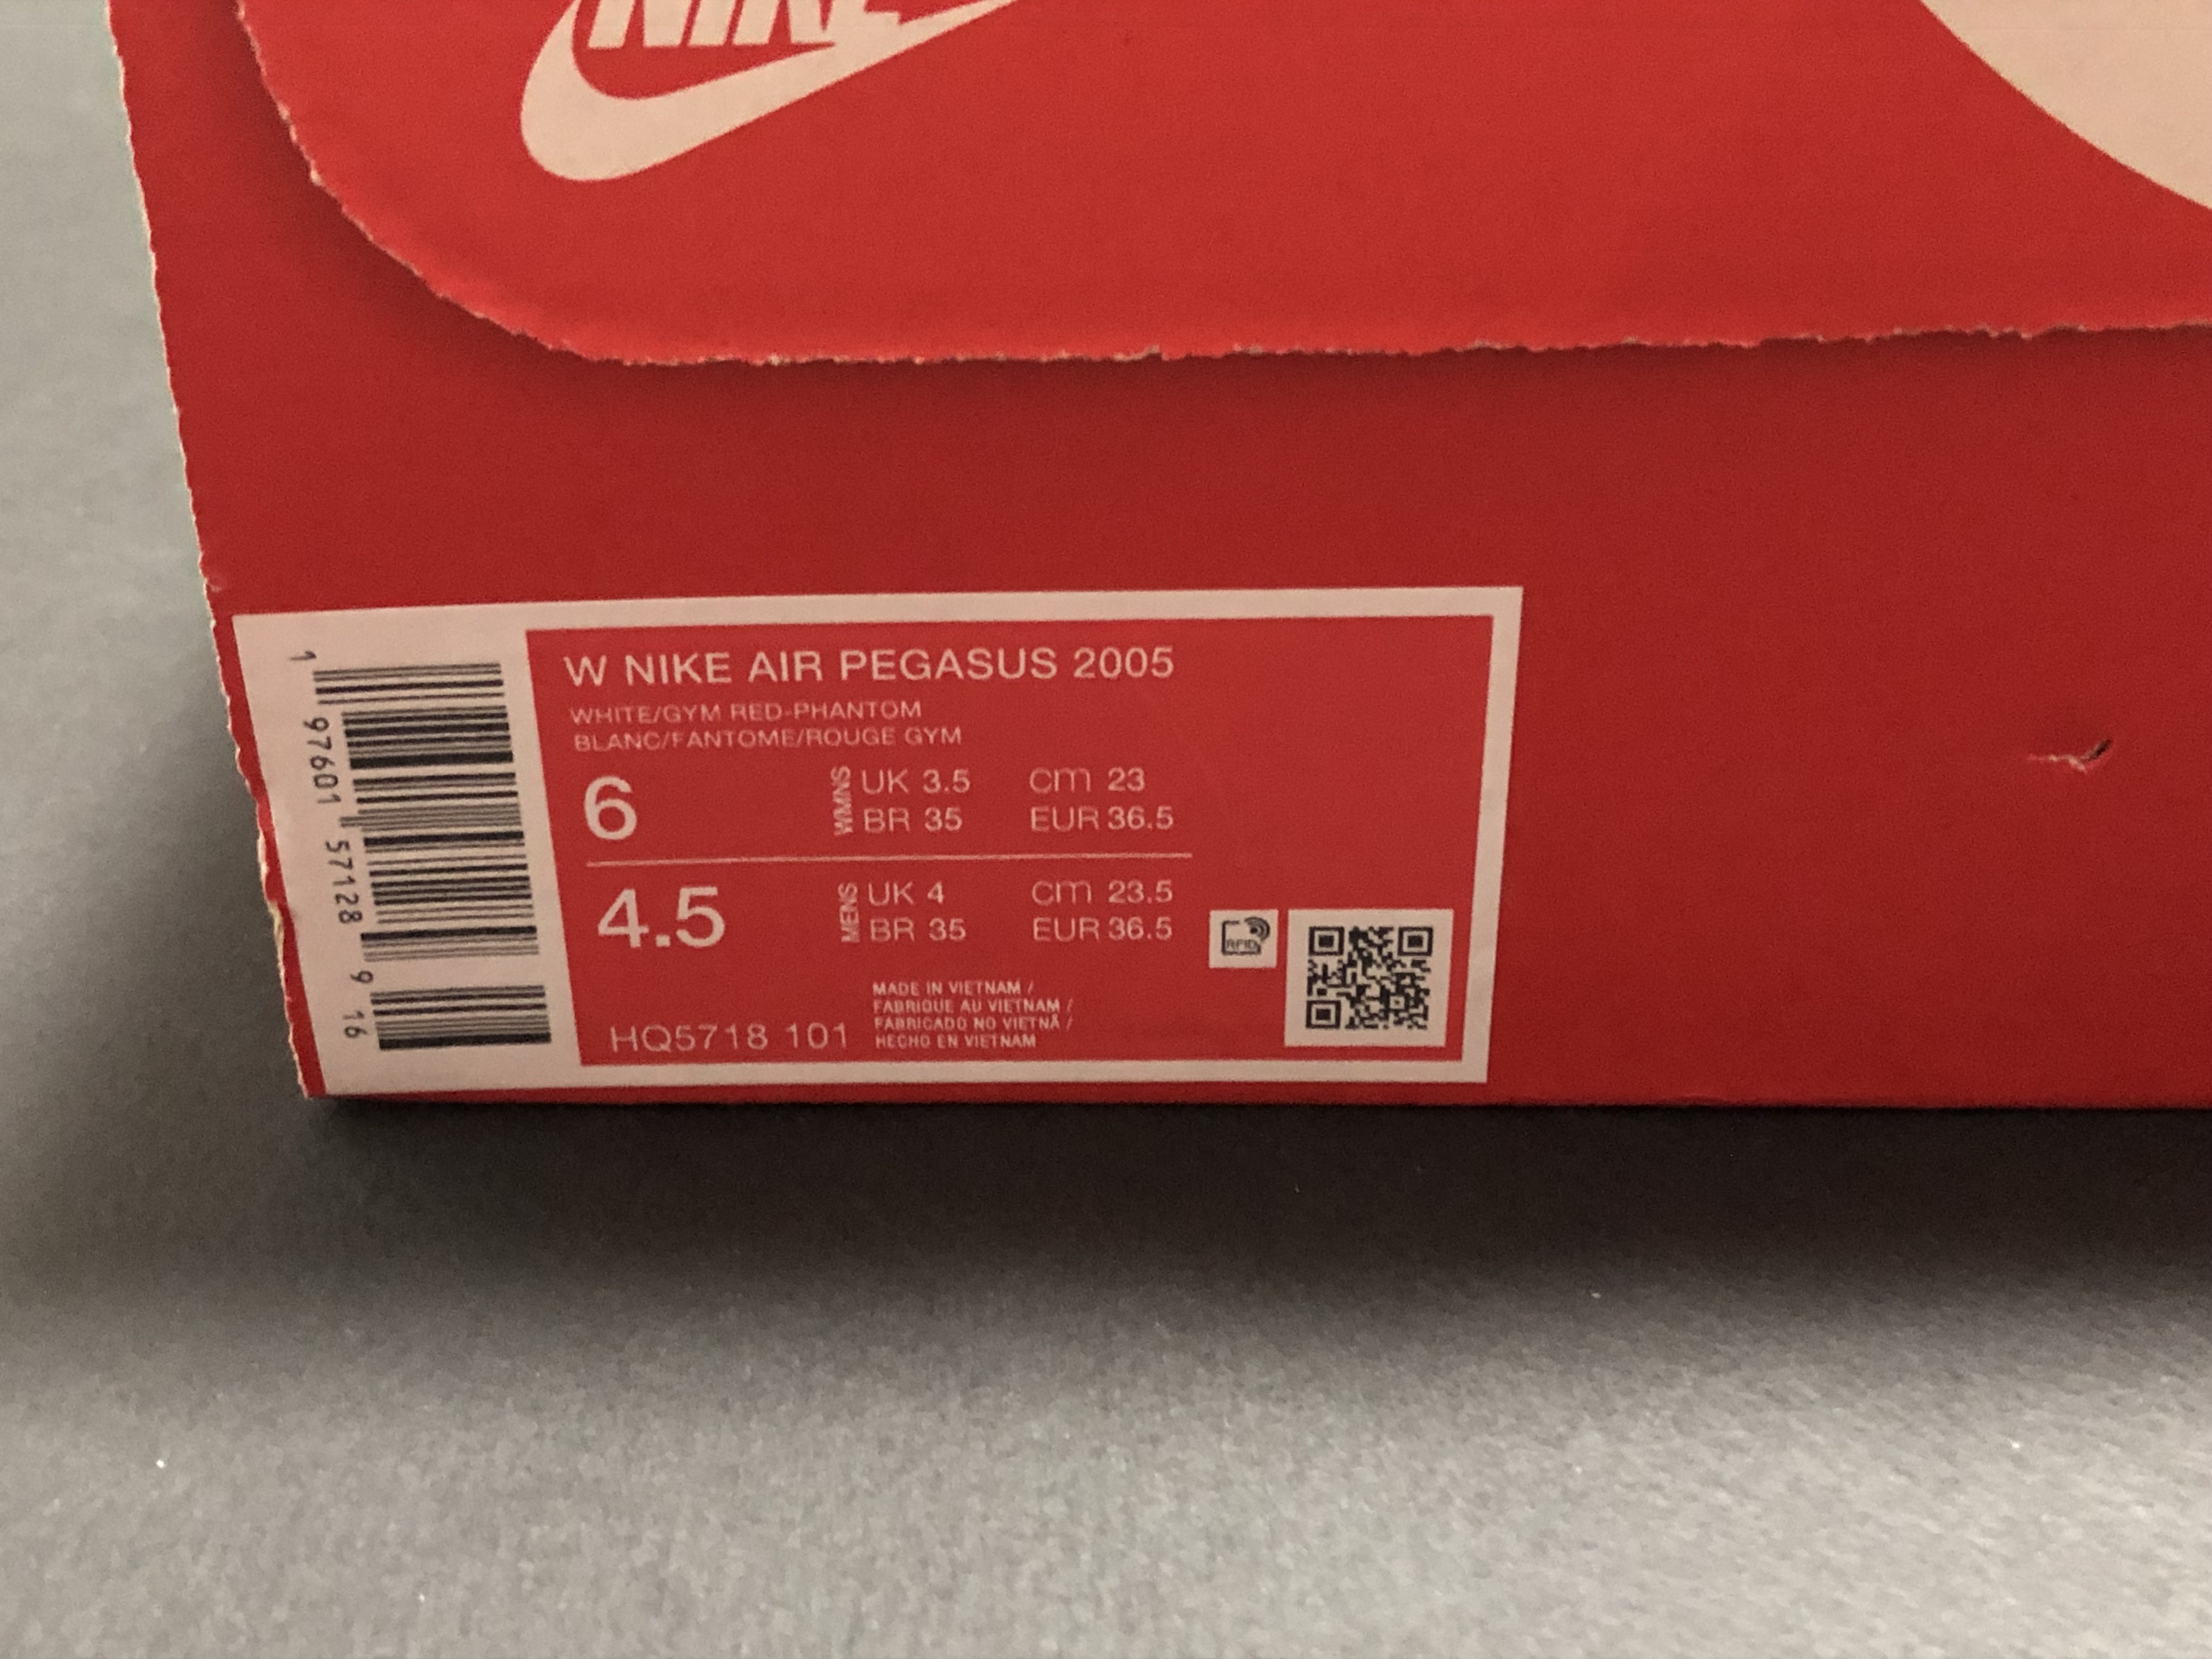 NIKE
W NIKE AIR PEGASUS 2005
WHITE/GYM RED-PHANTOM
BLANC/FANTOME/ROUGE GYM
6 WMNS UK 3.5 cm 23
BR 35 EUR 36.5
4.5 MENS UK 4 cm 23.5
BR 35 EUR 36.5
MADE IN VIETNAM /
FABRIQUE AU VIETNAM /
FABRICADO NO VIETNÃ /
HECHO EN VIETNAM
HQ5718 101
RFID
1 97601 57128 9 16